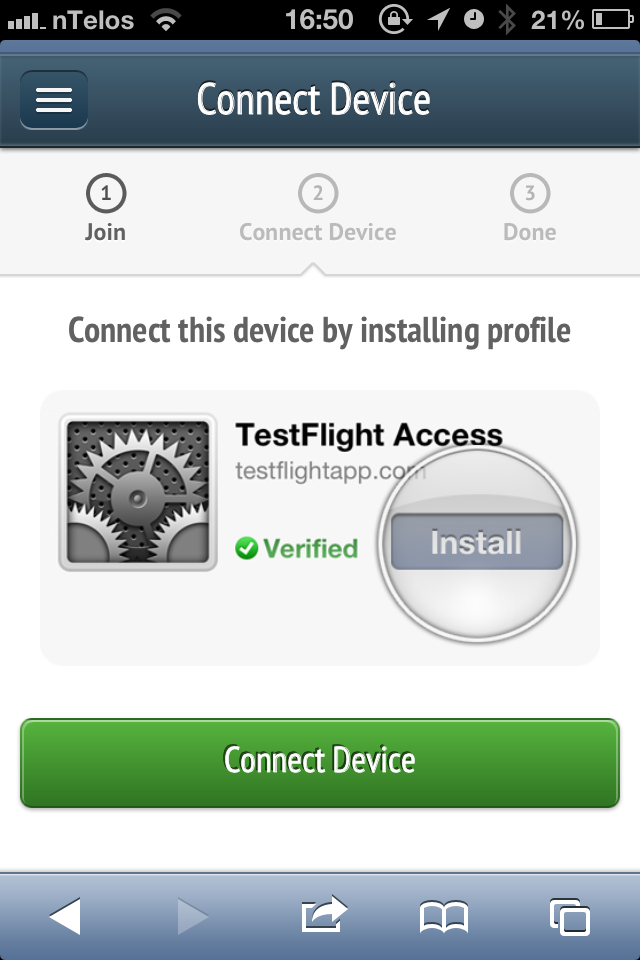 nTelos 16:50 21%
Connect Device
1 2 3
Join Connect Device Done
Connect this device by installing profile
TestFlight Access
testflightapp.com
Verified
Install
Connect Device